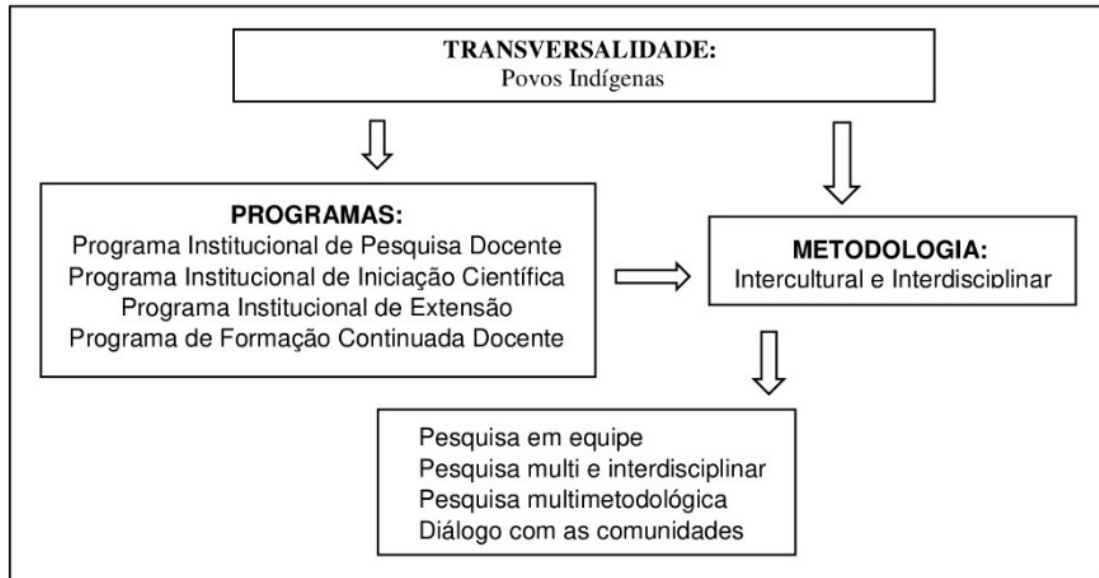 TRANSVERSALIDADE:
Povos Indígenas
PROGRAMAS:
Programa Institucional de Pesquisa Docente
Programa Institucional de Iniciação Científica
Programa Institucional de Extensão
Programa de Formação Continuada Docente
METODOLOGIA:
Intercultural e Interdisciplinar
Pesquisa em equipe
Pesquisa multi e interdisciplinar
Pesquisa multimetodológica
Diálogo com as comunidades